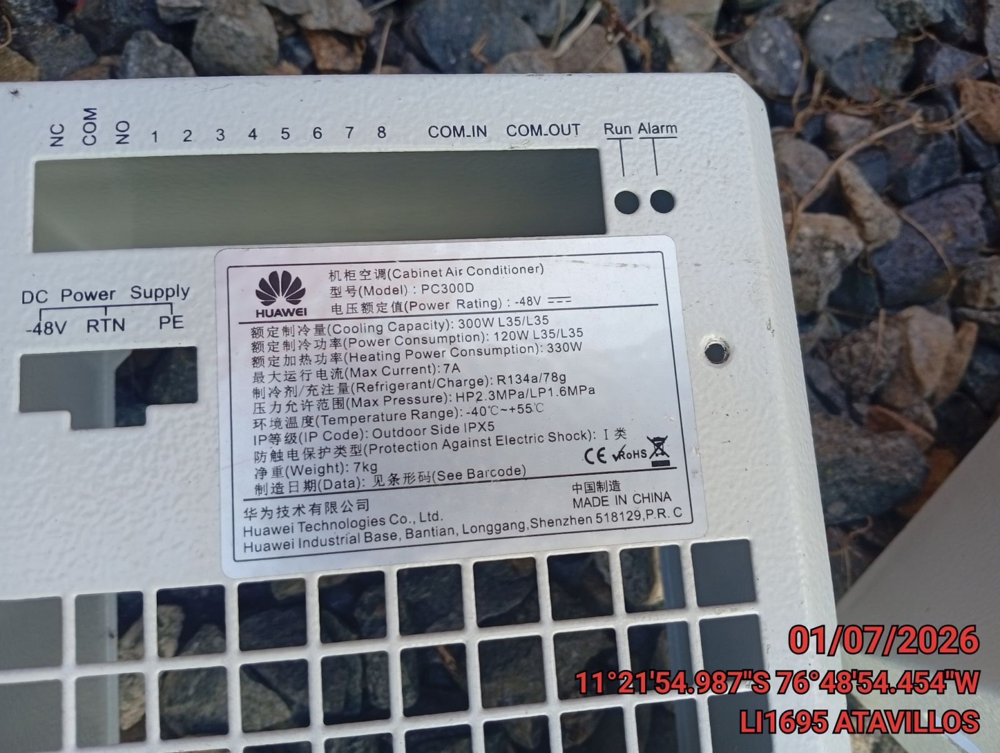 NC COM NO 1 2 3 4 5 6 7 8 COM_IN COM_OUT Run Alarm
DC Power Supply
-48V RTN PE
HUAWEI
机柜空调(Cabinet Air Conditioner)
型号(Model) : PC300D
电压额定值(Power Rating) : -48V
额定制冷量(Cooling Capacity): 300W L35/L35
额定制冷功率(Power Consumption): 120W L35/L35
额定加热功率(Heating Power Consumption): 330W
最大运行电流(Max Current): 7A
制冷剂/充注量(Refrigerant/Charge): R134a/78g
压力允许范围(Max Pressure): HP2.3MPa/LP1.6MPa
环境温度(Temperature Range): -40℃~+55℃
IP等级(IP Code): Outdoor Side IPX5
防触电保护类型(Protection Against Electric Shock): I 类
净重(Weight): 7kg
CE RoHS
制造日期(Data): 见条形码(See Barcode)
华为技术有限公司
中国制造
MADE IN CHINA
Huawei Technologies Co., Ltd.
Huawei Industrial Base, Bantian, Longgang,Shenzhen 518129,P.R. C
01/07/2026
11°21'54.987"S 76°48'54.454"W
LI1695 ATAVILLOS